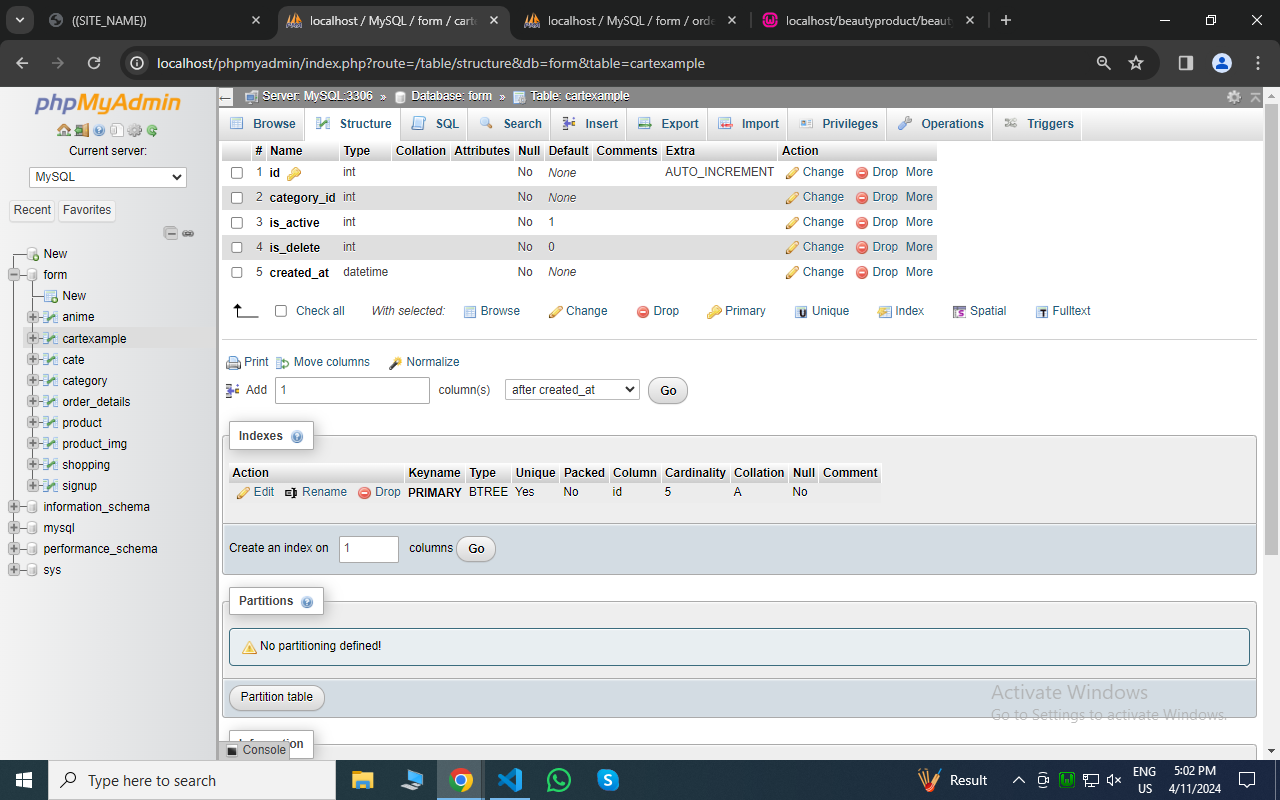 ((SITE_NAME))
localhost / MySQL / form / carte
localhost / MySQL / form / orde
localhost/beautyproduct/beaut
localhost/phpmyadmin/index.php?route=/table/structure&db=form&table=cartexample
phpMyAdmin
Current server:
MySQL
Recent Favorites
New
form
New
anime
cartexample
cate
category
order_details
product
product_img
shopping
signup
information_schema
mysql
performance_schema
sys
Server: MySQL:3306 » Database: form » Table: cartexample
Browse Structure SQL Search Insert Export Import Privileges Operations Triggers
# Name Type Collation Attributes Null Default Comments Extra Action
1 id int No None AUTO_INCREMENT Change Drop More
2 category_id int No None Change Drop More
3 is_active int No 1 Change Drop More
4 is_delete int No 0 Change Drop More
5 created_at datetime No None Change Drop More
Check all With selected: Browse Change Drop Primary Unique Index Spatial Fulltext
Print Move columns Normalize
Add 1 column(s) after created_at Go
Indexes
Action Keyname Type Unique Packed Column Cardinality Collation Null Comment
Edit Rename Drop PRIMARY BTREE Yes No id 5 A No
Create an index on 1 columns Go
Partitions
No partitioning defined!
Partition table
Activate Windows
Go to Settings to activate Windows.
Information
Console
Type here to search
Result
ENG
US
5:02 PM
4/11/2024